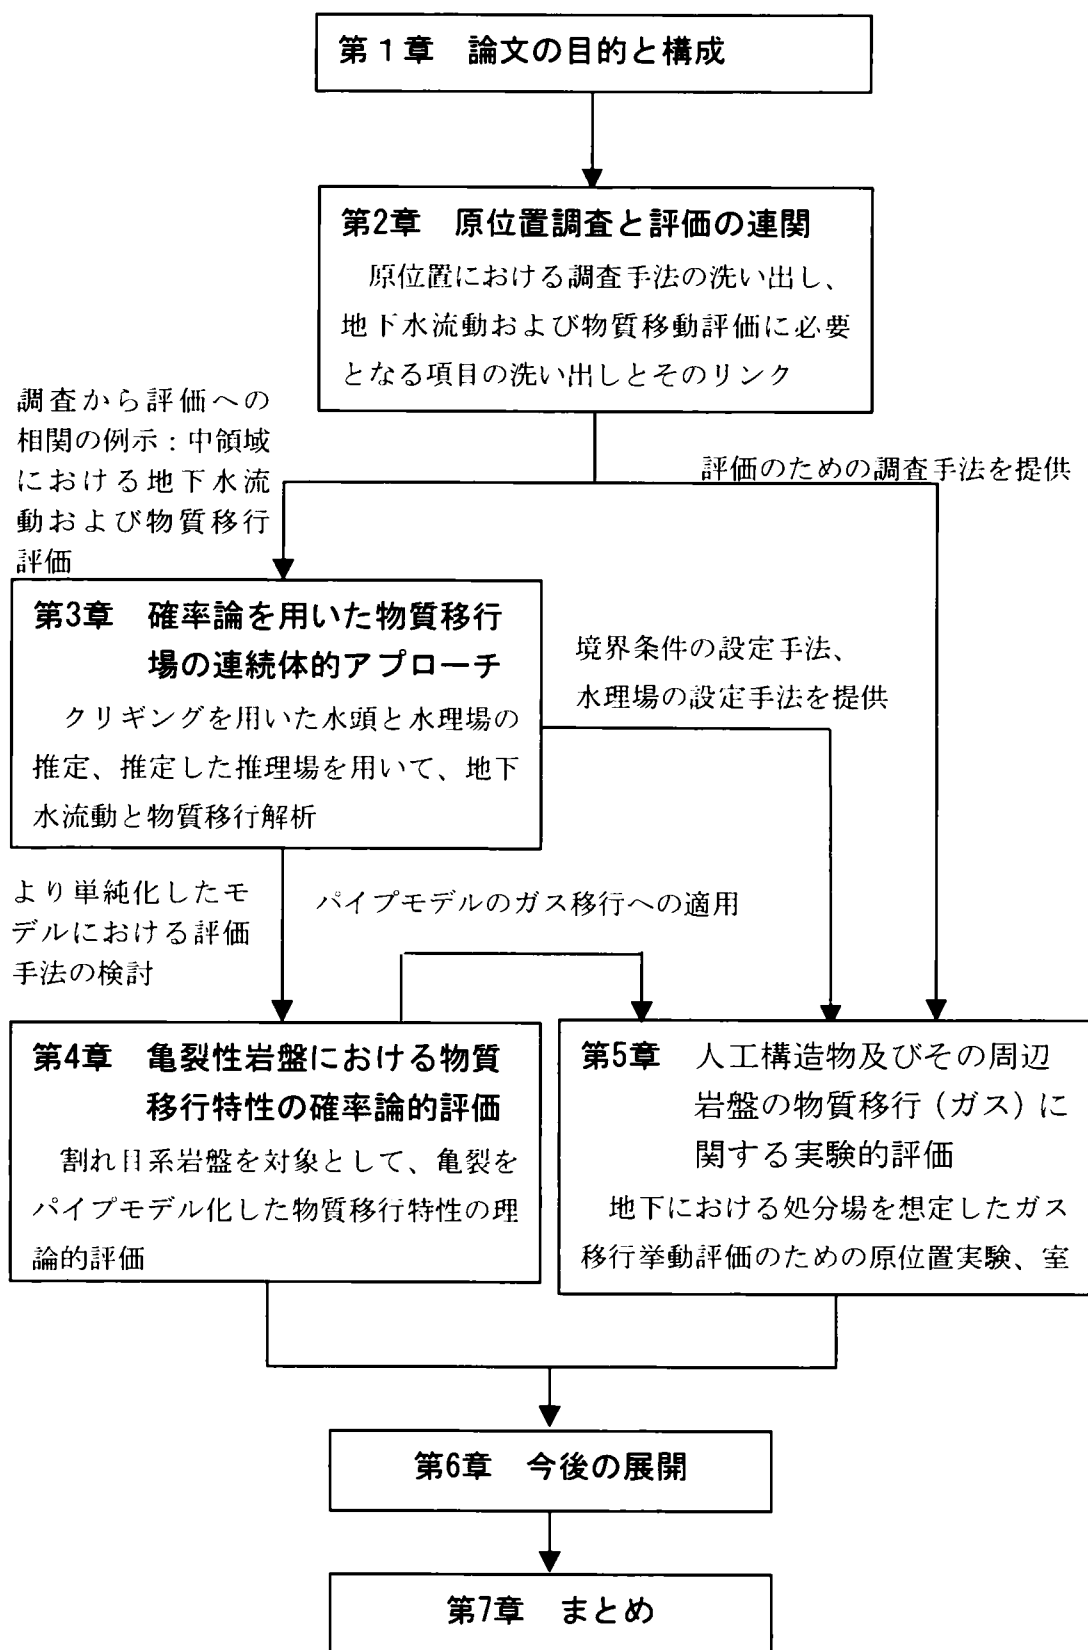 第１章　論文の目的と構成
第2章　原位置調査と評価の連関
原位置における調査手法の洗い出し、
地下水流動および物質移動評価に必要
となる項目の洗い出しとそのリンク
調査から評価への
相関の例示：中領域
における地下水流
動および物質移行
評価
評価のための調査手法を提供
第3章　確率論を用いた物質移行
場の連続体的アプローチ
クリギングを用いた水頭と水理場の
推定、推定した推理場を用いて、地下
水流動と物質移行解析
境界条件の設定手法、
水理場の設定手法を提供
より単純化したモ
デルにおける評価
手法の検討
パイプモデルのガス移行への適用
第4章　亀裂性岩盤における物質
移行特性の確率論的評価
割れ目系岩盤を対象として、亀裂を
パイプモデル化した物質移行特性の理
論的評価
第5章　人工構造物及びその周辺
岩盤の物質移行（ガス）に
関する実験的評価
地下における処分場を想定したガス
移行挙動評価のための原位置実験、室
第6章　今後の展開
第7章　まとめ